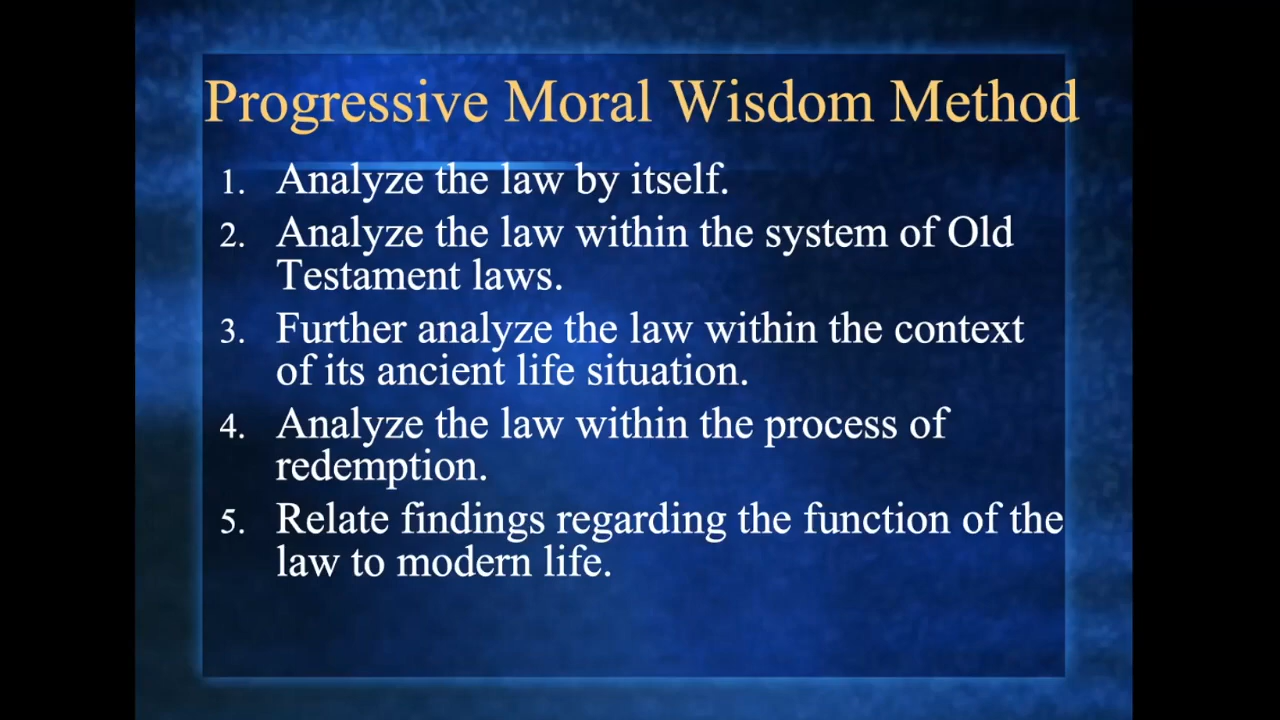 Progressive Moral Wisdom Method
1. Analyze the law by itself.
2. Analyze the law within the system of Old
Testament laws.
3. Further analyze the law within the context
of its ancient life situation.
4. Analyze the law within the process of
redemption.
5. Relate findings regarding the function of the
law to modern life.